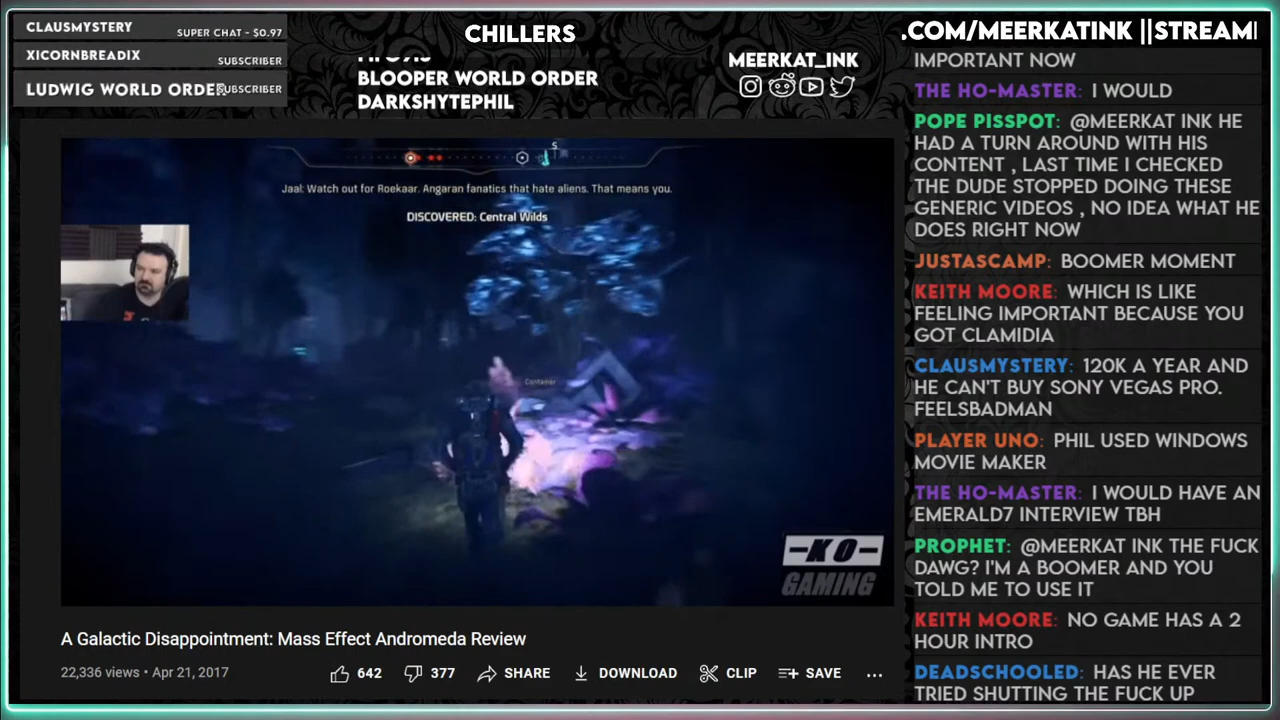 CLAUSMYSTERY
SUPER CHAT - $0.97
XICORNBREADIX
SUBSCRIBER
LUDWIG WORLD ORDER
SUBSCRIBER
CHILLERS
BLOOPER WORLD ORDER
DARKSHYTEPHIL
MEERKAT_INK
.COM/MEERKATINK ||STREAM
S
Jaal: Watch out for Roekaar. Angaran fanatics that hate aliens. That means you.
DISCOVERED: Central Wilds
Container
-KO-
GAMING
A Galactic Disappointment: Mass Effect Andromeda Review
22,336 views • Apr 21, 2017
642
377
SHARE
DOWNLOAD
CLIP
SAVE
...
IMPORTANT NOW
THE HO-MASTER: I WOULD
POPE PISSPOT: @MEERKAT INK HE
HAD A TURN AROUND WITH HIS
CONTENT , LAST TIME I CHECKED
THE DUDE STOPPED DOING THESE
GENERIC VIDEOS , NO IDEA WHAT HE
DOES RIGHT NOW
JUSTASCAMP: BOOMER MOMENT
KEITH MOORE: WHICH IS LIKE
FEELING IMPORTANT BECAUSE YOU
GOT CLAMIDIA
CLAUSMYSTERY: 120K A YEAR AND
HE CAN'T BUY SONY VEGAS PRO.
FEELSBADMAN
PLAYER UNO: PHIL USED WINDOWS
MOVIE MAKER
THE HO-MASTER: I WOULD HAVE AN
EMERALD7 INTERVIEW TBH
PROPHET: @MEERKAT INK THE FUCK
DAWG? I'M A BOOMER AND YOU
TOLD ME TO USE IT
KEITH MOORE: NO GAME HAS A 2
HOUR INTRO
DEADSCHOOLED: HAS HE EVER
TRIED SHUTTING THE FUCK UP